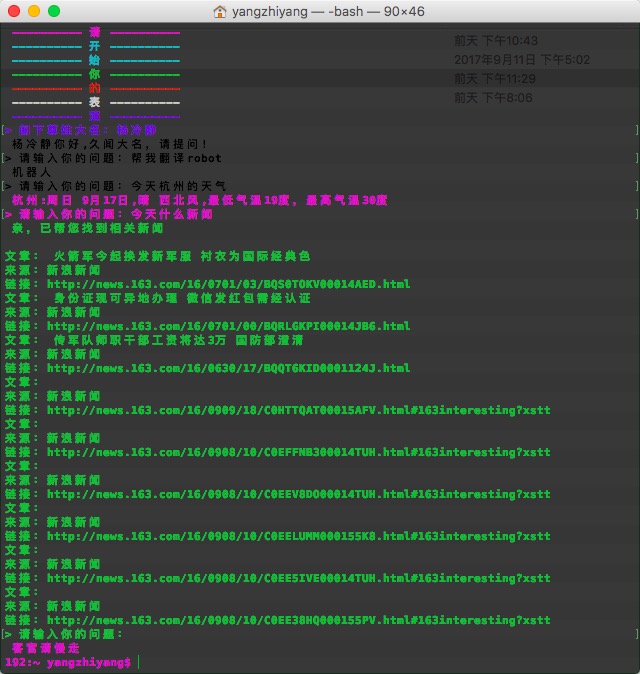 yangzhiyang — -bash — 90×46
—————————— 请 ——————————
—————————— 开 ——————————
—————————— 始 ——————————
—————————— 你 ——————————
—————————— 的 ——————————
—————————— 表 ——————————
—————————— 演 ——————————
前天 下午10:43
2017年9月11日 下午5:02
前天 下午11:29
前天 下午8:06
[> 阁下尊姓大名: 杨冷静 ]
杨冷静你好,久闻大名, 请提问!
[> 请输入你的问题: 帮我翻译robot ]
机器人
[> 请输入你的问题: 今天杭州的天气 ]
杭州:周日 9月17日,晴 西北风,最低气温19度, 最高气温30度
[> 请输入你的问题: 今天什么新闻 ]
亲, 已帮您找到相关新闻
文章: 火箭军今起换发新军服 衬衣为国际经典色
来源: 新浪新闻
链接: http://news.163.com/16/0701/03/BQS0TOKV00014AED.html
文章: 身份证现可异地办理 微信发红包需经认证
来源: 新浪新闻
链接: http://news.163.com/16/0701/00/BQRLGKPI00014JB6.html
文章: 传军队师职干部工资将达3万 国防部澄清
来源: 新浪新闻
链接: http://news.163.com/16/0630/17/BQQT6KID0001124J.html
文章:
来源: 新浪新闻
链接: http://news.163.com/16/0909/18/C0HTTQAT00015AFV.html#163interesting?xstt
文章:
来源: 新浪新闻
链接: http://news.163.com/16/0908/10/C0EFFNB300014TUH.html#163interesting?xstt
文章:
来源: 新浪新闻
链接: http://news.163.com/16/0908/10/C0EEV8DO00014TUH.html#163interesting?xstt
文章:
来源: 新浪新闻
链接: http://news.163.com/16/0908/10/C0EELUMM000155K8.html#163interesting?xstt
文章:
来源: 新浪新闻
链接: http://news.163.com/16/0908/10/C0EE5IVE00014TUH.html#163interesting?xstt
文章:
来源: 新浪新闻
链接: http://news.163.com/16/0908/10/C0EE38HQ000155PV.html#163interesting?xstt
[> 请输入你的问题: ]
客官请慢走
192:~ yangzhiyang$